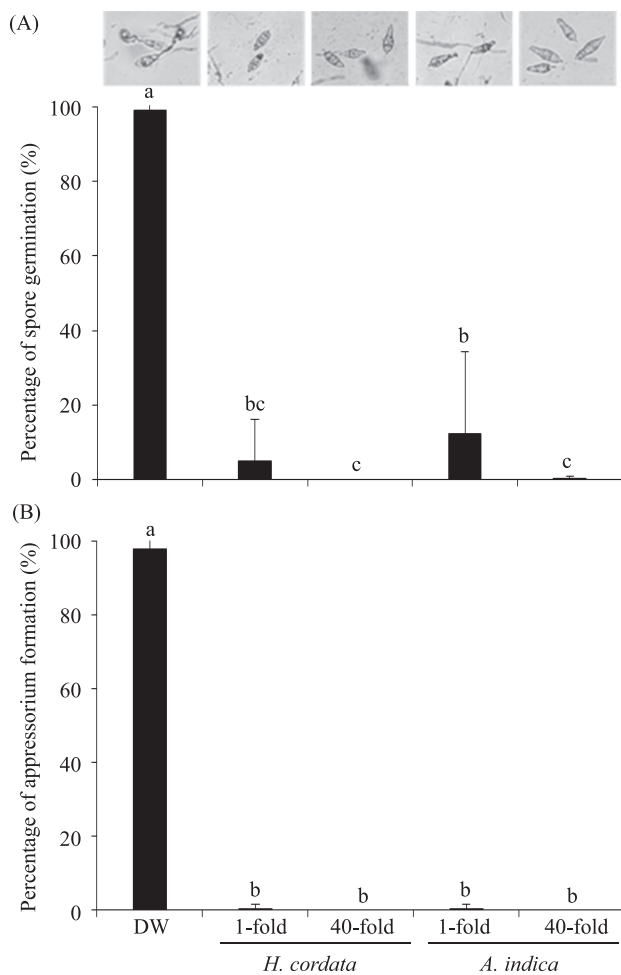 (A)
Percentage of spore germination (%)
100
80
60
40
20
0
a
bc
c
b
c
(B)
Percentage of appressorium formation (%)
100
80
60
40
20
0
a
b
b
b
b
DW
1-fold
40-fold
1-fold
40-fold
H. cordata
A. indica